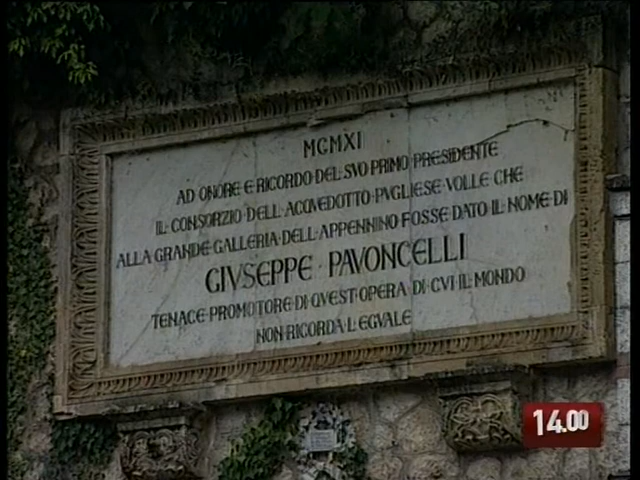 MCMXI
AD ONORE E RICORDO DEL SVO PRIMO PRESIDENTE
IL CONSORZIO·DELL'ACQVEDOTTO·PVGLIESE·VOLLE CHE
ALLA GRANDE GALLERIA·DELL'APPENNINO FOSSE DATO IL NOME DI
GIVSEPPE·PAVONCELLI
TENACE·PROMOTORE DI QVEST'OPERA DI CVI IL MONDO
NON RICORDA L'EGVALE
14.00